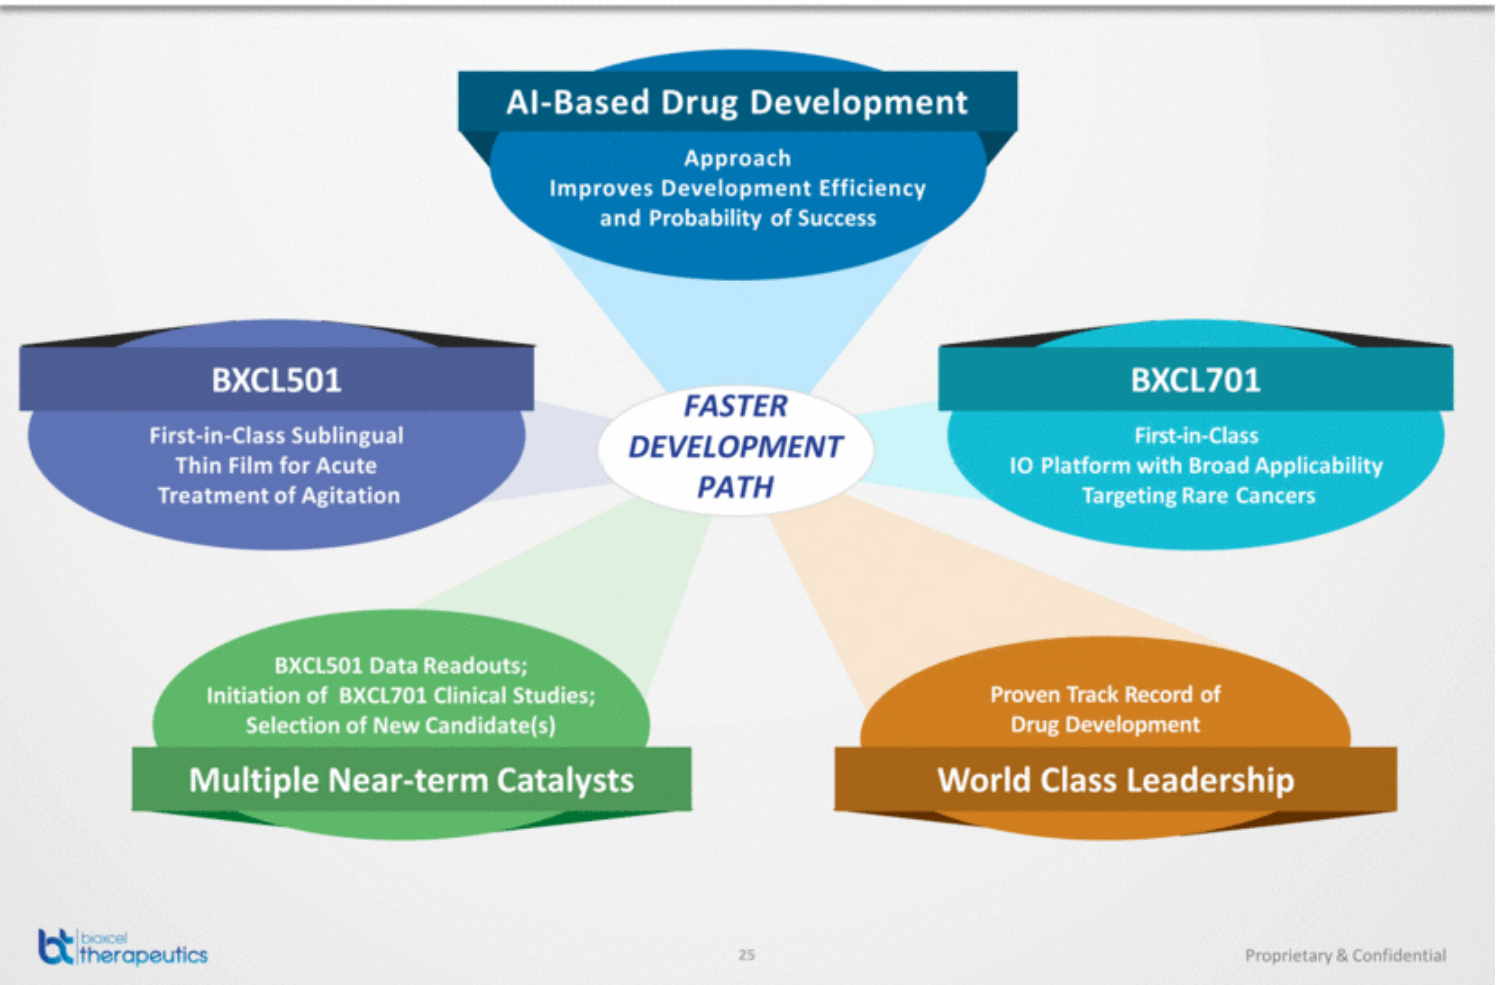 AI-Based Drug Development
Approach
Improves Development Efficiency
and Probability of Success
BXCL501
First-in-Class Sublingual
Thin Film for Acute
Treatment of Agitation
FASTER
DEVELOPMENT
PATH
BXCL701
First-in-Class
IO Platform with Broad Applicability
Targeting Rare Cancers
BXCL501 Data Readouts;
Initiation of BXCL701 Clinical Studies;
Selection of New Candidate(s)
Multiple Near-term Catalysts
Proven Track Record of
Drug Development
World Class Leadership
bt bioxcel
therapeutics
25
Proprietary & Confidential